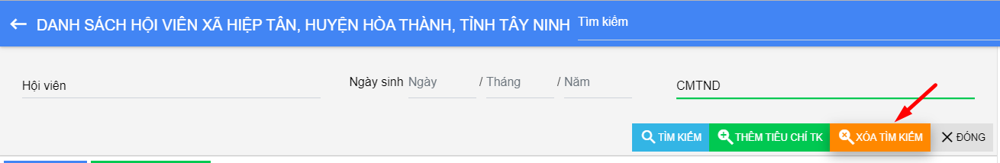 DANH SÁCH HỘI VIÊN XÃ HIỆP TÂN, HUYỆN HÒA THÀNH, TỈNH TÂY NINH Tìm kiếm
Hội viên Ngày sinh Ngày / Tháng / Năm CMTND
TÌM KIẾM THÊM TIÊU CHÍ TK XÓA TÌM KIẾM ĐÓNG